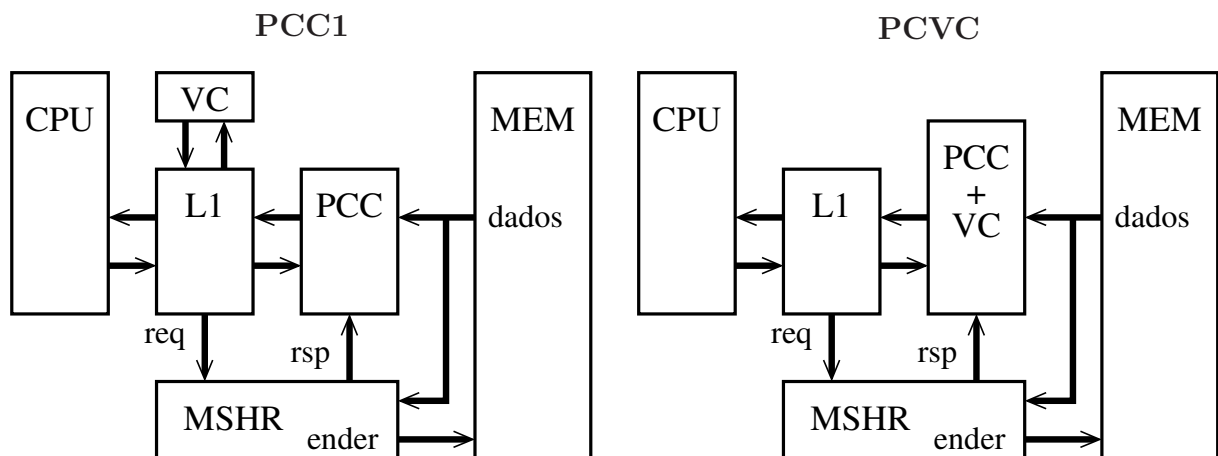 PCC1
CPU
VC
L1
PCC
MEM
dados
req
rsp
MSHR
ender
PCVC
CPU
L1
PCC
+
VC
MEM
dados
req
rsp
MSHR
ender